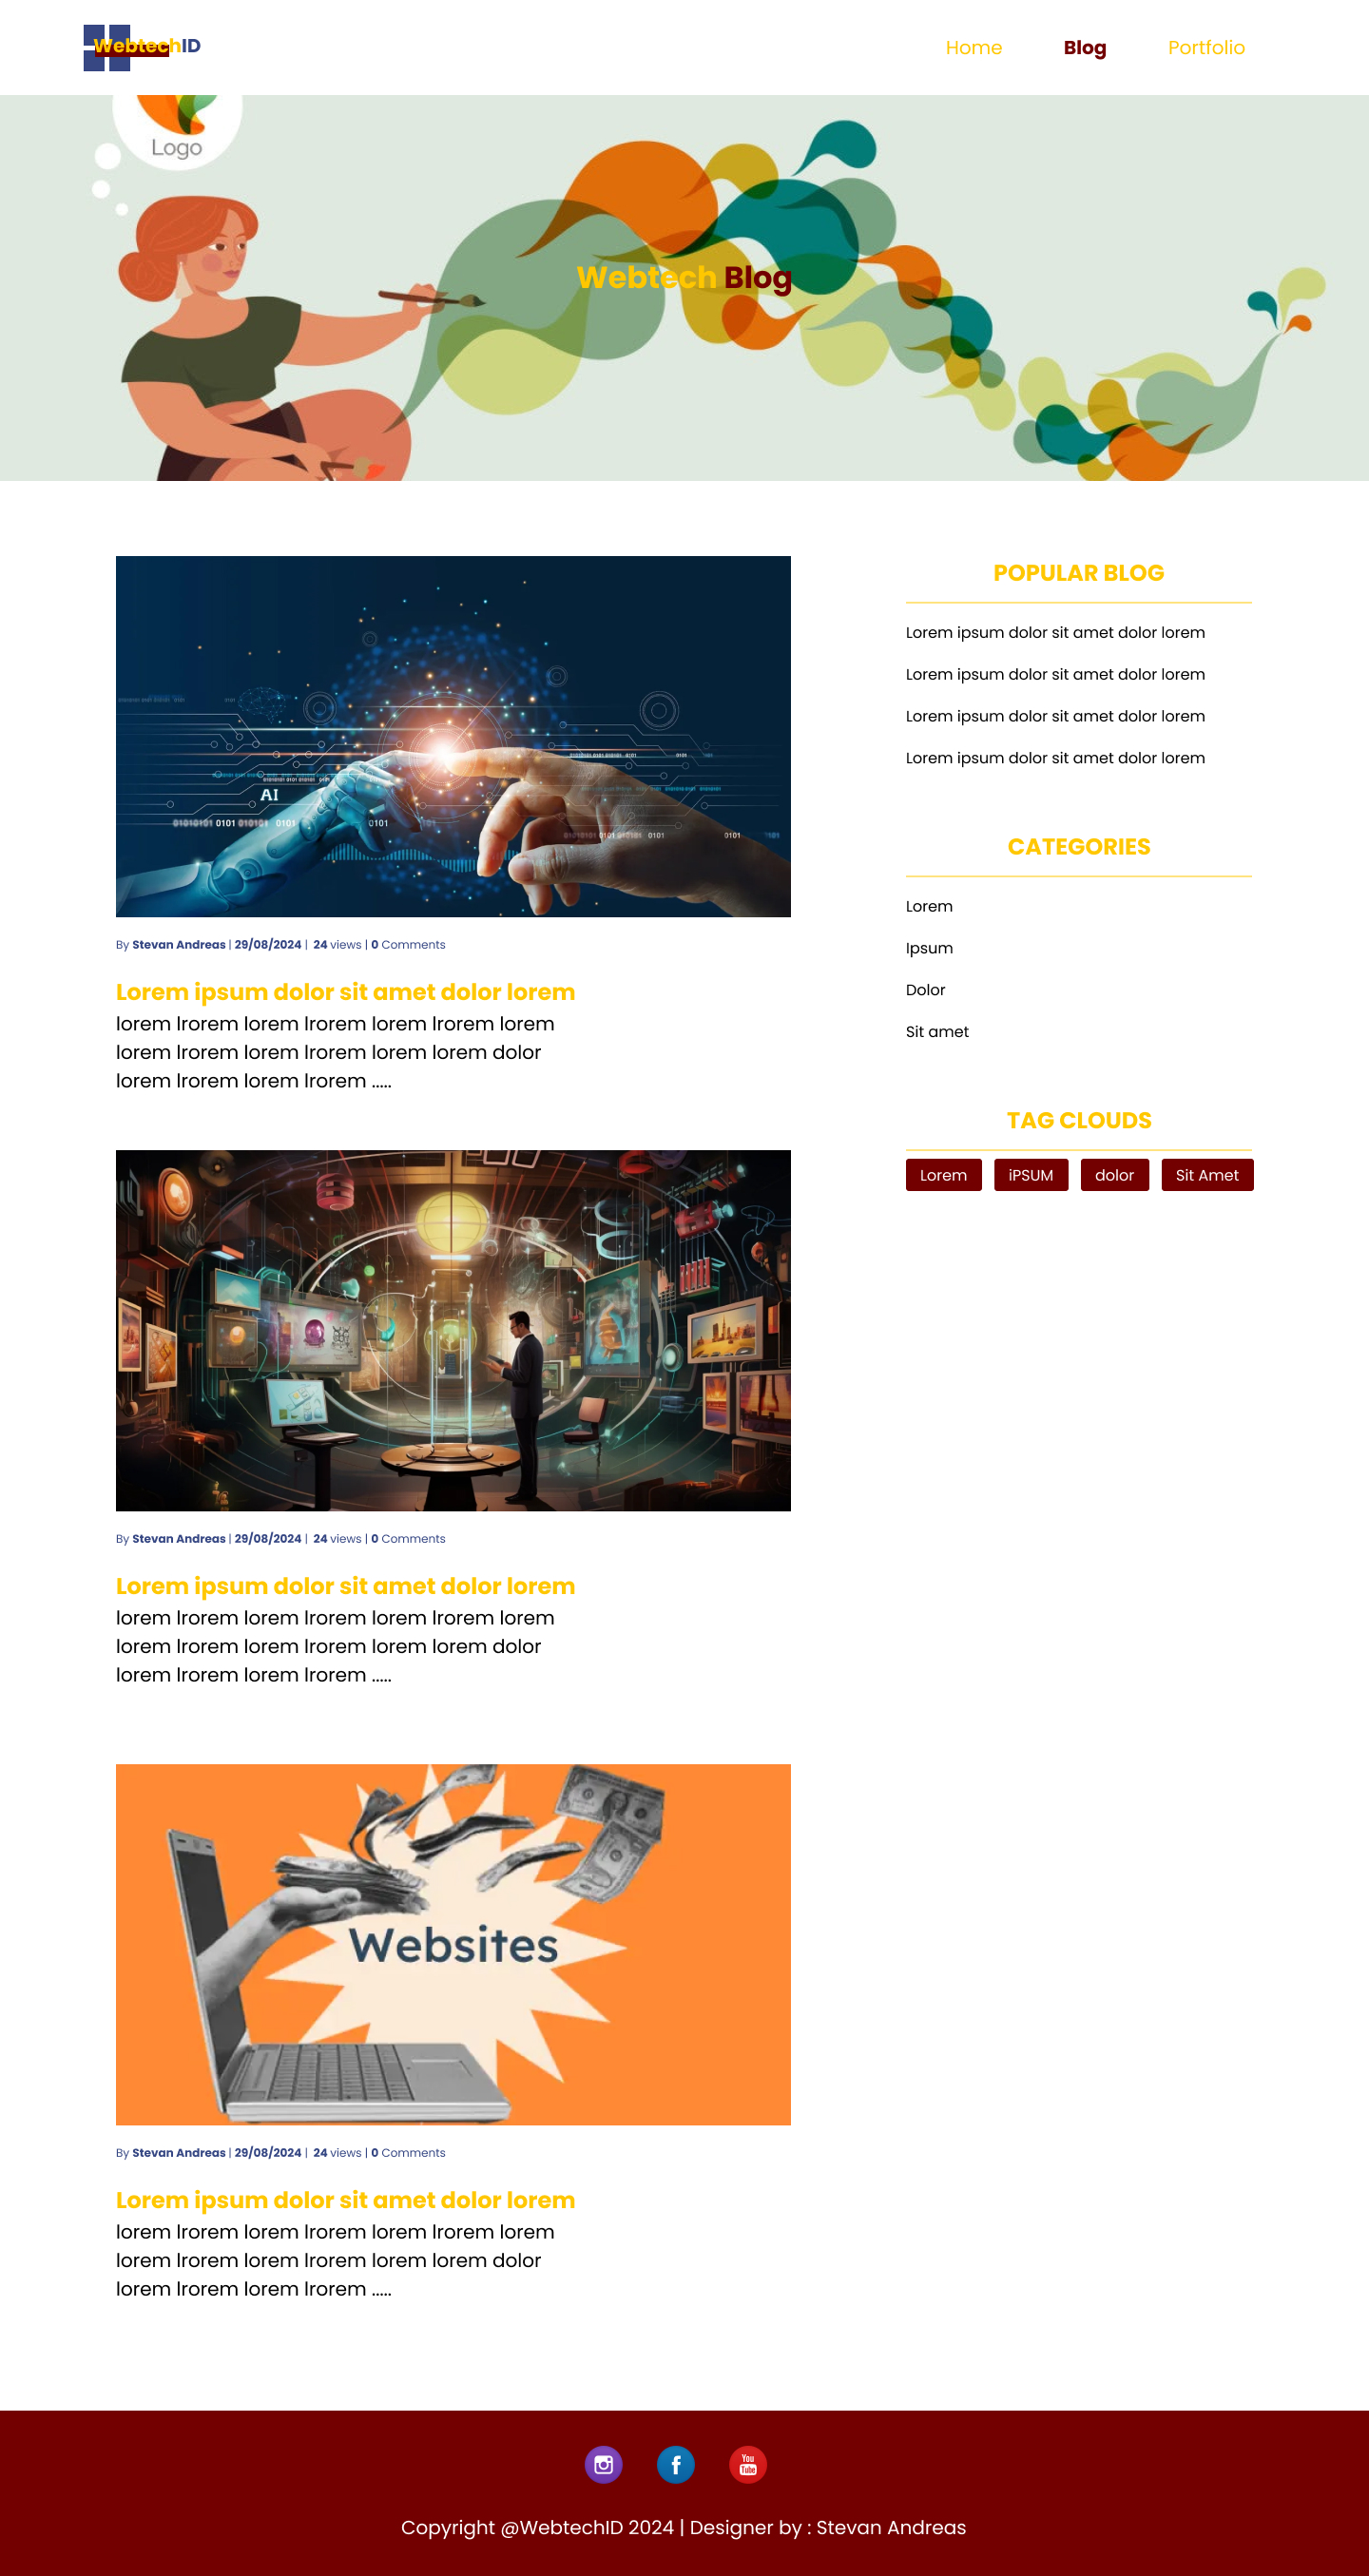 WebtechID
Home
Blog
Portfolio
Logo
Webtech Blog
AI
01010101 0101 010101 0101
0101
0101 010101 0101
0101
By Stevan Andreas | 29/08/2024 | 24 views | 0 Comments
Lorem ipsum dolor sit amet dolor lorem
lorem lrorem lorem lrorem lorem lrorem lorem
lorem lrorem lorem lrorem lorem lorem dolor
lorem lrorem lorem lrorem .....
By Stevan Andreas | 29/08/2024 | 24 views | 0 Comments
Lorem ipsum dolor sit amet dolor lorem
lorem lrorem lorem lrorem lorem lrorem lorem
lorem lrorem lorem lrorem lorem lorem dolor
lorem lrorem lorem lrorem .....
Websites
By Stevan Andreas | 29/08/2024 | 24 views | 0 Comments
Lorem ipsum dolor sit amet dolor lorem
lorem lrorem lorem lrorem lorem lrorem lorem
lorem lrorem lorem lrorem lorem lorem dolor
lorem lrorem lorem lrorem .....
POPULAR BLOG
Lorem ipsum dolor sit amet dolor lorem
Lorem ipsum dolor sit amet dolor lorem
Lorem ipsum dolor sit amet dolor lorem
Lorem ipsum dolor sit amet dolor lorem
CATEGORIES
Lorem
Ipsum
Dolor
Sit amet
TAG CLOUDS
Lorem
iPSUM
dolor
Sit Amet
You
Tube
Copyright @WebtechID 2024 | Designer by : Stevan Andreas